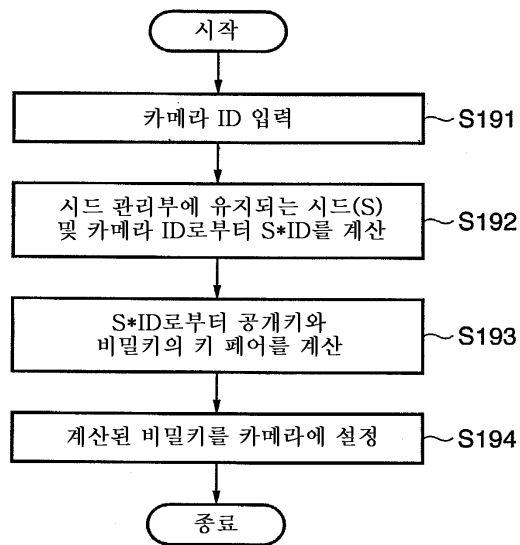 시작
카메라 ID 입력
S191
시드 관리부에 유지되는 시드(S)
및 카메라 ID로부터 S*ID를 계산
S192
S*ID로부터 공개키와
비밀키의 키 페어를 계산
S193
계산된 비밀키를 카메라에 설정
S194
종료